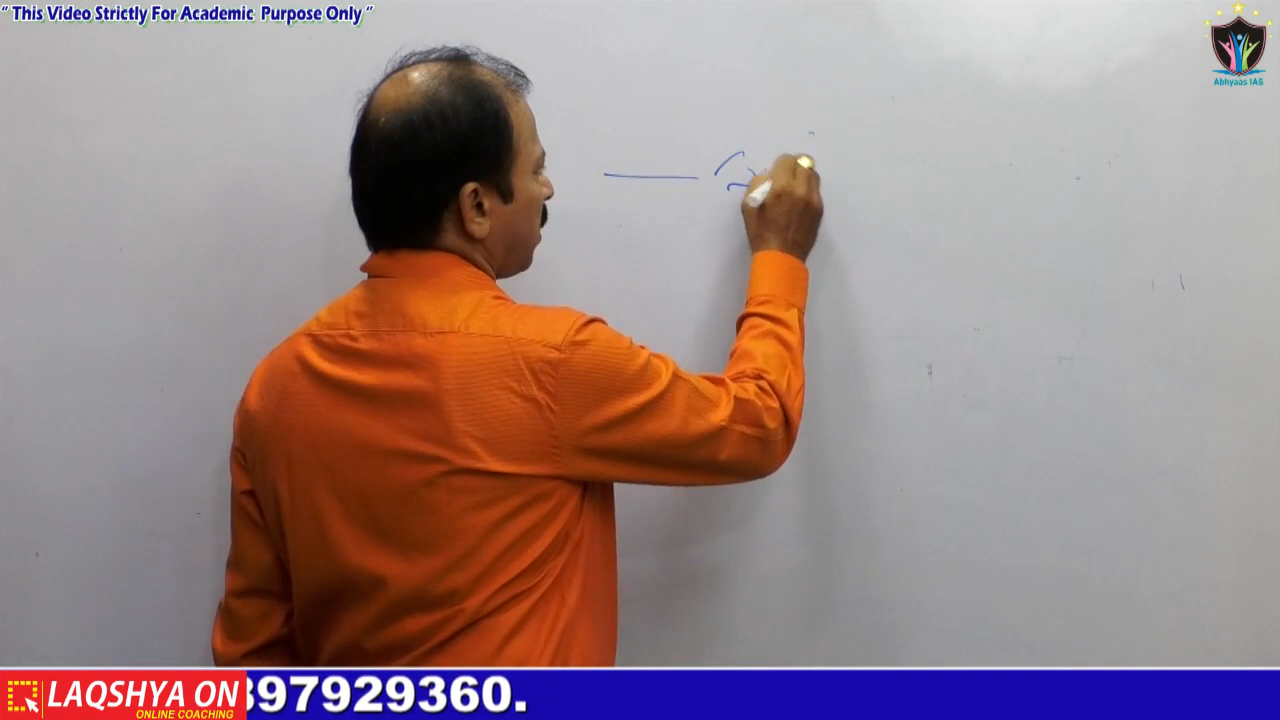 " This Video Strictly For Academic Purpose Only "
Abhyaas IAS
LAQSHYA ON
ONLINE COACHING
397929360.